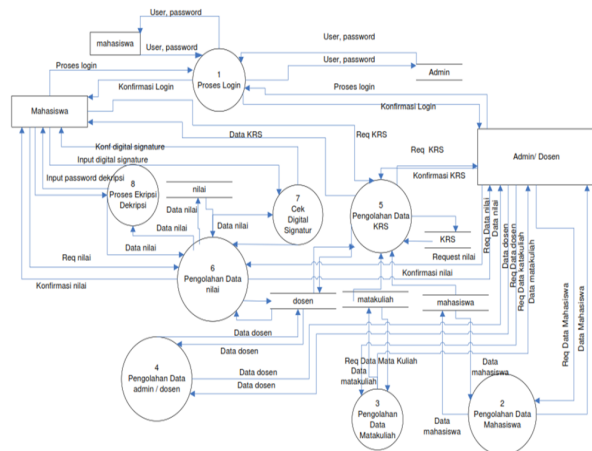 User, password
mahasiswa
User, password
User, password
User, password
1
Proses Login
Admin
Proses login
Proses login
Konfirmasi Login
Konfirmasi Login
Mahasiswa
Data KRS
Req KRS
Konf digital signature
Input digital signature
Req KRS
Konfirmasi KRS
Admin/ Dosen
Input password dekripsi
8
Proses Ekripsi
Dekripsi
nilai
Data nilai
Data nilai
Data nilai
Data nilai
7
Cek
Digital
Signatur
5
Pengolahan Data
KRS
KRS
Request nilai
Req nilai
Konfirmasi nilai
6
Pengolahan Data
nilai
Konfirmasi nilai
Req Data nilai
Data nilai
Data dosen
Req Data dosen
Req Data katakuliah
Data matakuliah
Req Data Mahasiswa
Data Mahasiswa
dosen
matakuliah
mahasiswa
Data dosen
Data dosen
4
Pengolahan Data
admin / dosen
Data dosen
Data dosen
Req Data Mata Kuliah
Data
matakuliah
3
Pengolahan
Data
Matakuliah
Data
mahasiswa
Data
mahasiswa
2
Pengolahan Data
Mahasiswa